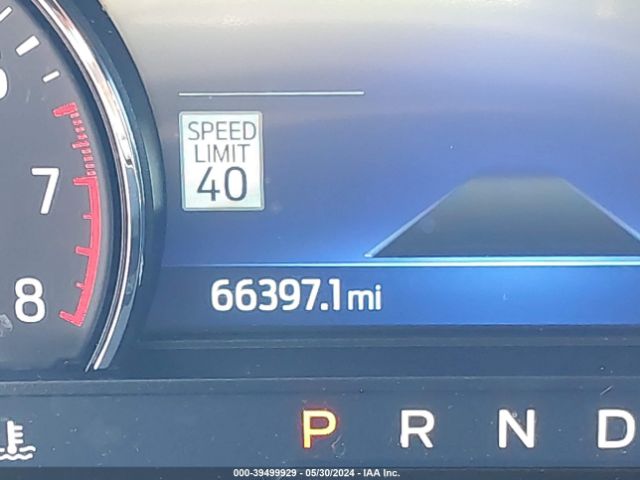 SPEED
LIMIT
40
7
8
66397.1 mi
P R N D
000-39499929 - 05/30/2024 - IAA Inc.